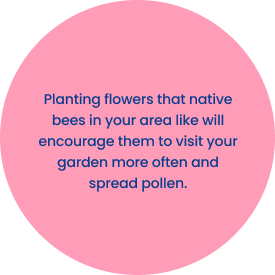 Planting flowers that native
bees in your area like will
encourage them to visit your
garden more often and
spread pollen.